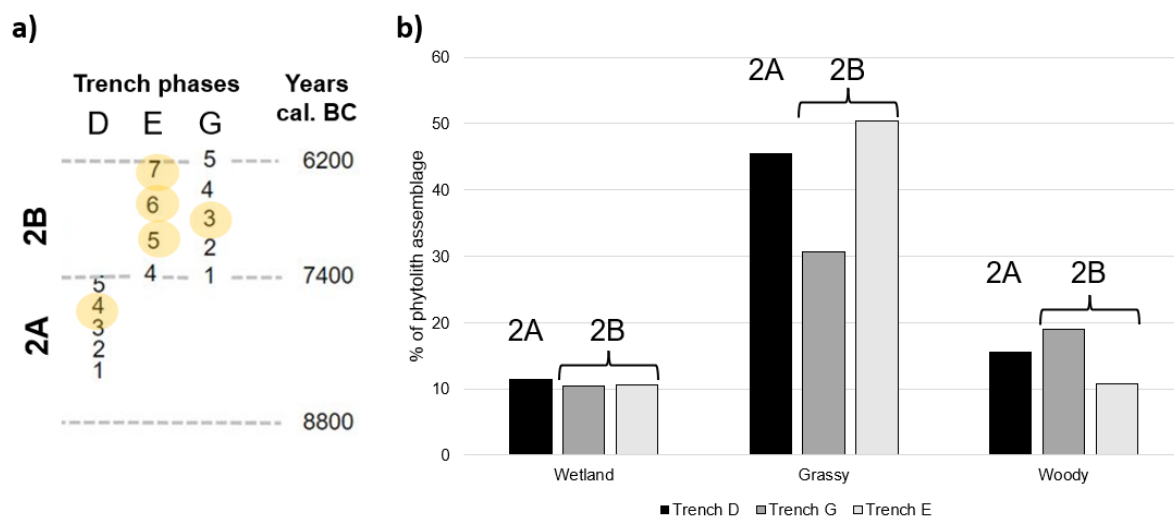 a)
Trench phases
Years
cal. BC
D E G
7 5 6200
4
6
3
2B
5
2
4 1 7400
5
4
3
2A
2
1
8800
b)
% of phytolith assemblage
60
50
40
30
20
10
0
2A 2B
2A 2B
2A 2B
Wetland Grassy Woody
Trench D Trench G Trench E